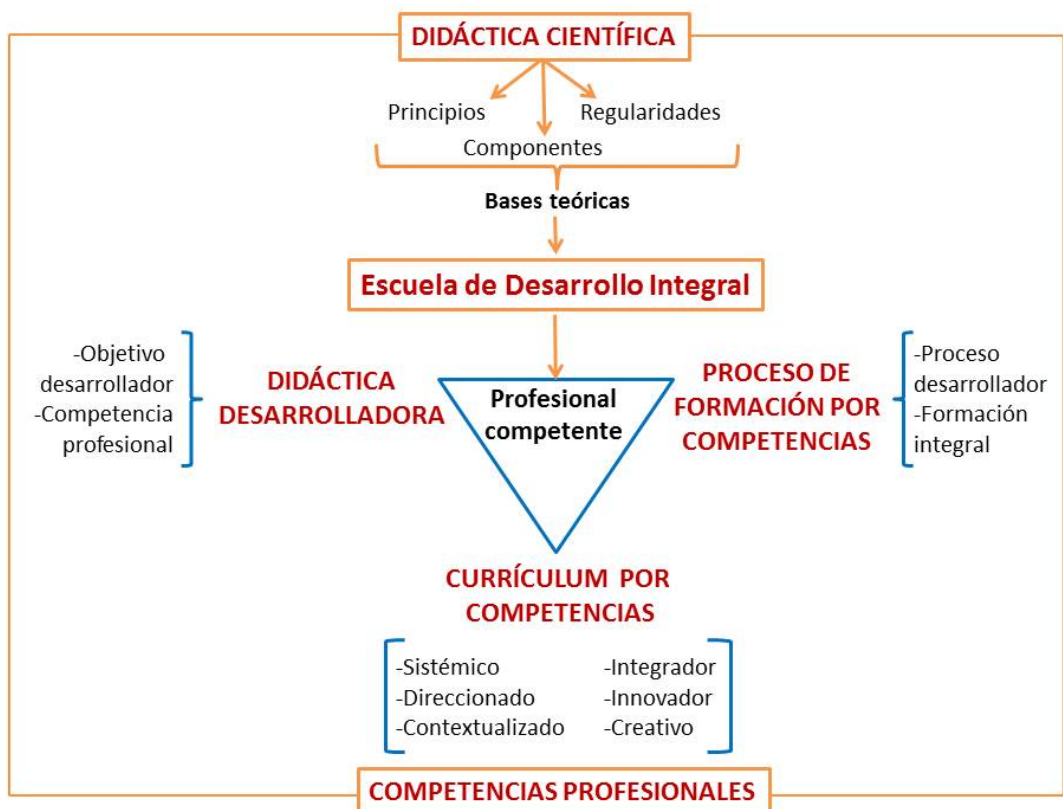 DIDÁCTICA CIENTÍFICA
Principios
Regularidades
Componentes
Bases teóricas
Escuela de Desarrollo Integral
-Objetivo
desarrollador
-Competencia
profesional
DIDÁCTICA
DESARROLLADORA
Profesional
competente
PROCESO DE
FORMACIÓN POR
COMPETENCIAS
-Proceso
desarrollador
-Formación
integral
CURRÍCULUM POR
COMPETENCIAS
-Sistémico
-Direccionado
-Contextualizado
-Integrador
-Innovador
-Creativo
COMPETENCIAS PROFESIONALES